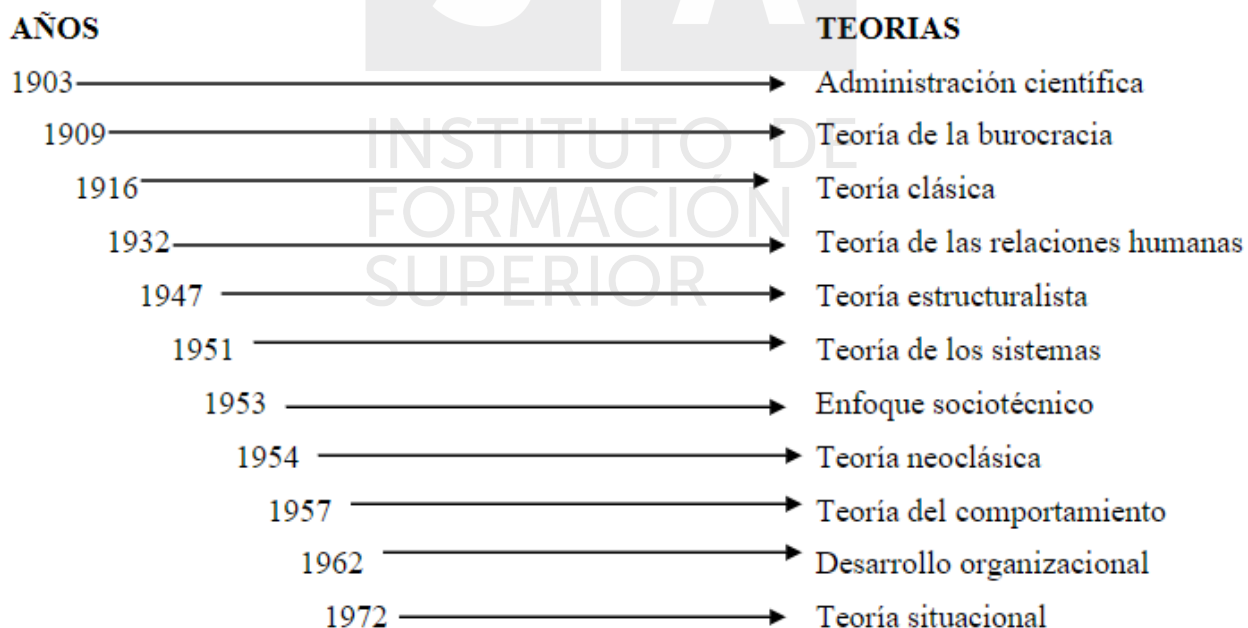 AÑOS TEORIAS
1903 Administración científica
1909 Teoría de la burocracia
1916 Teoría clásica
1932 Teoría de las relaciones humanas
1947 Teoría estructuralista
1951 Teoría de los sistemas
1953 Enfoque sociotécnico
1954 Teoría neoclásica
1957 Teoría del comportamiento
1962 Desarrollo organizacional
1972 Teoría situacional
INSTITUTO DE
FORMACIÓN
SUPERIOR